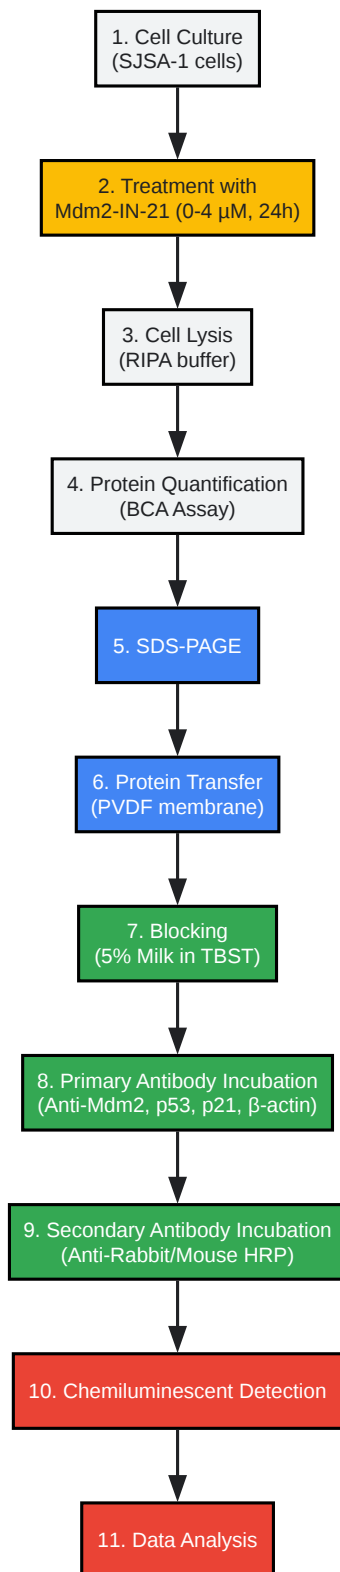 1. Cell Culture
(SJSA-1 cells)
2. Treatment with
Mdm2-IN-21 (0-4 µM, 24h)
3. Cell Lysis
(RIPA buffer)
4. Protein Quantification
(BCA Assay)
5. SDS-PAGE
6. Protein Transfer
(PVDF membrane)
7. Blocking
(5% Milk in TBST)
8. Primary Antibody Incubation
(Anti-Mdm2, p53, p21, β-actin)
9. Secondary Antibody Incubation
(Anti-Rabbit/Mouse HRP)
10. Chemiluminescent Detection
11. Data Analysis